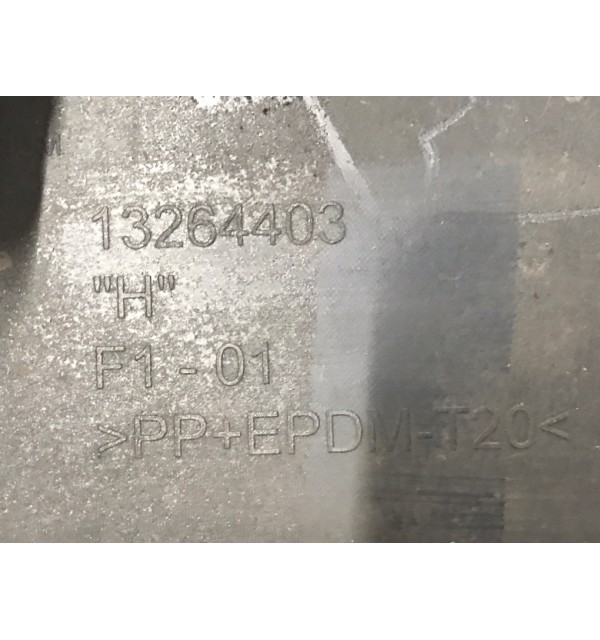 13264403
"H"
F1 - 01
>PP+EPDM-T20<